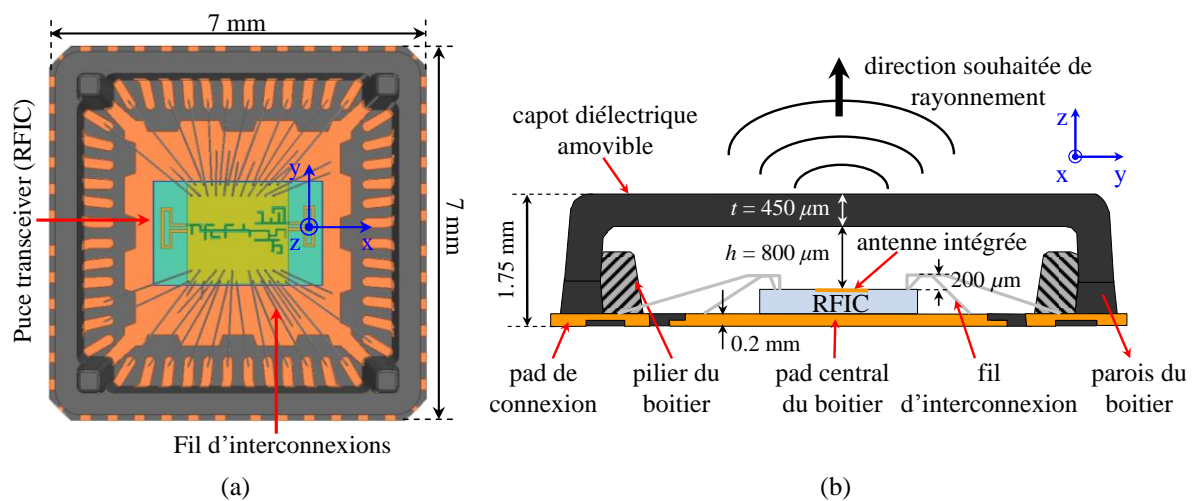 7 mm
7 mm
Puce transceiver (RFIC)
y
z
x
Fil d’interconnexions
(a)
direction souhaitée de
rayonnement
capot diélectrique
amovible
z
x
y
t = 450 µm
h = 800 µm
antenne intégrée
200 µm
1.75 mm
RFIC
0.2 mm
pad de
connexion
pilier du
boitier
pad central
du boitier
fil
d’interconnexion
parois du
boitier
(b)